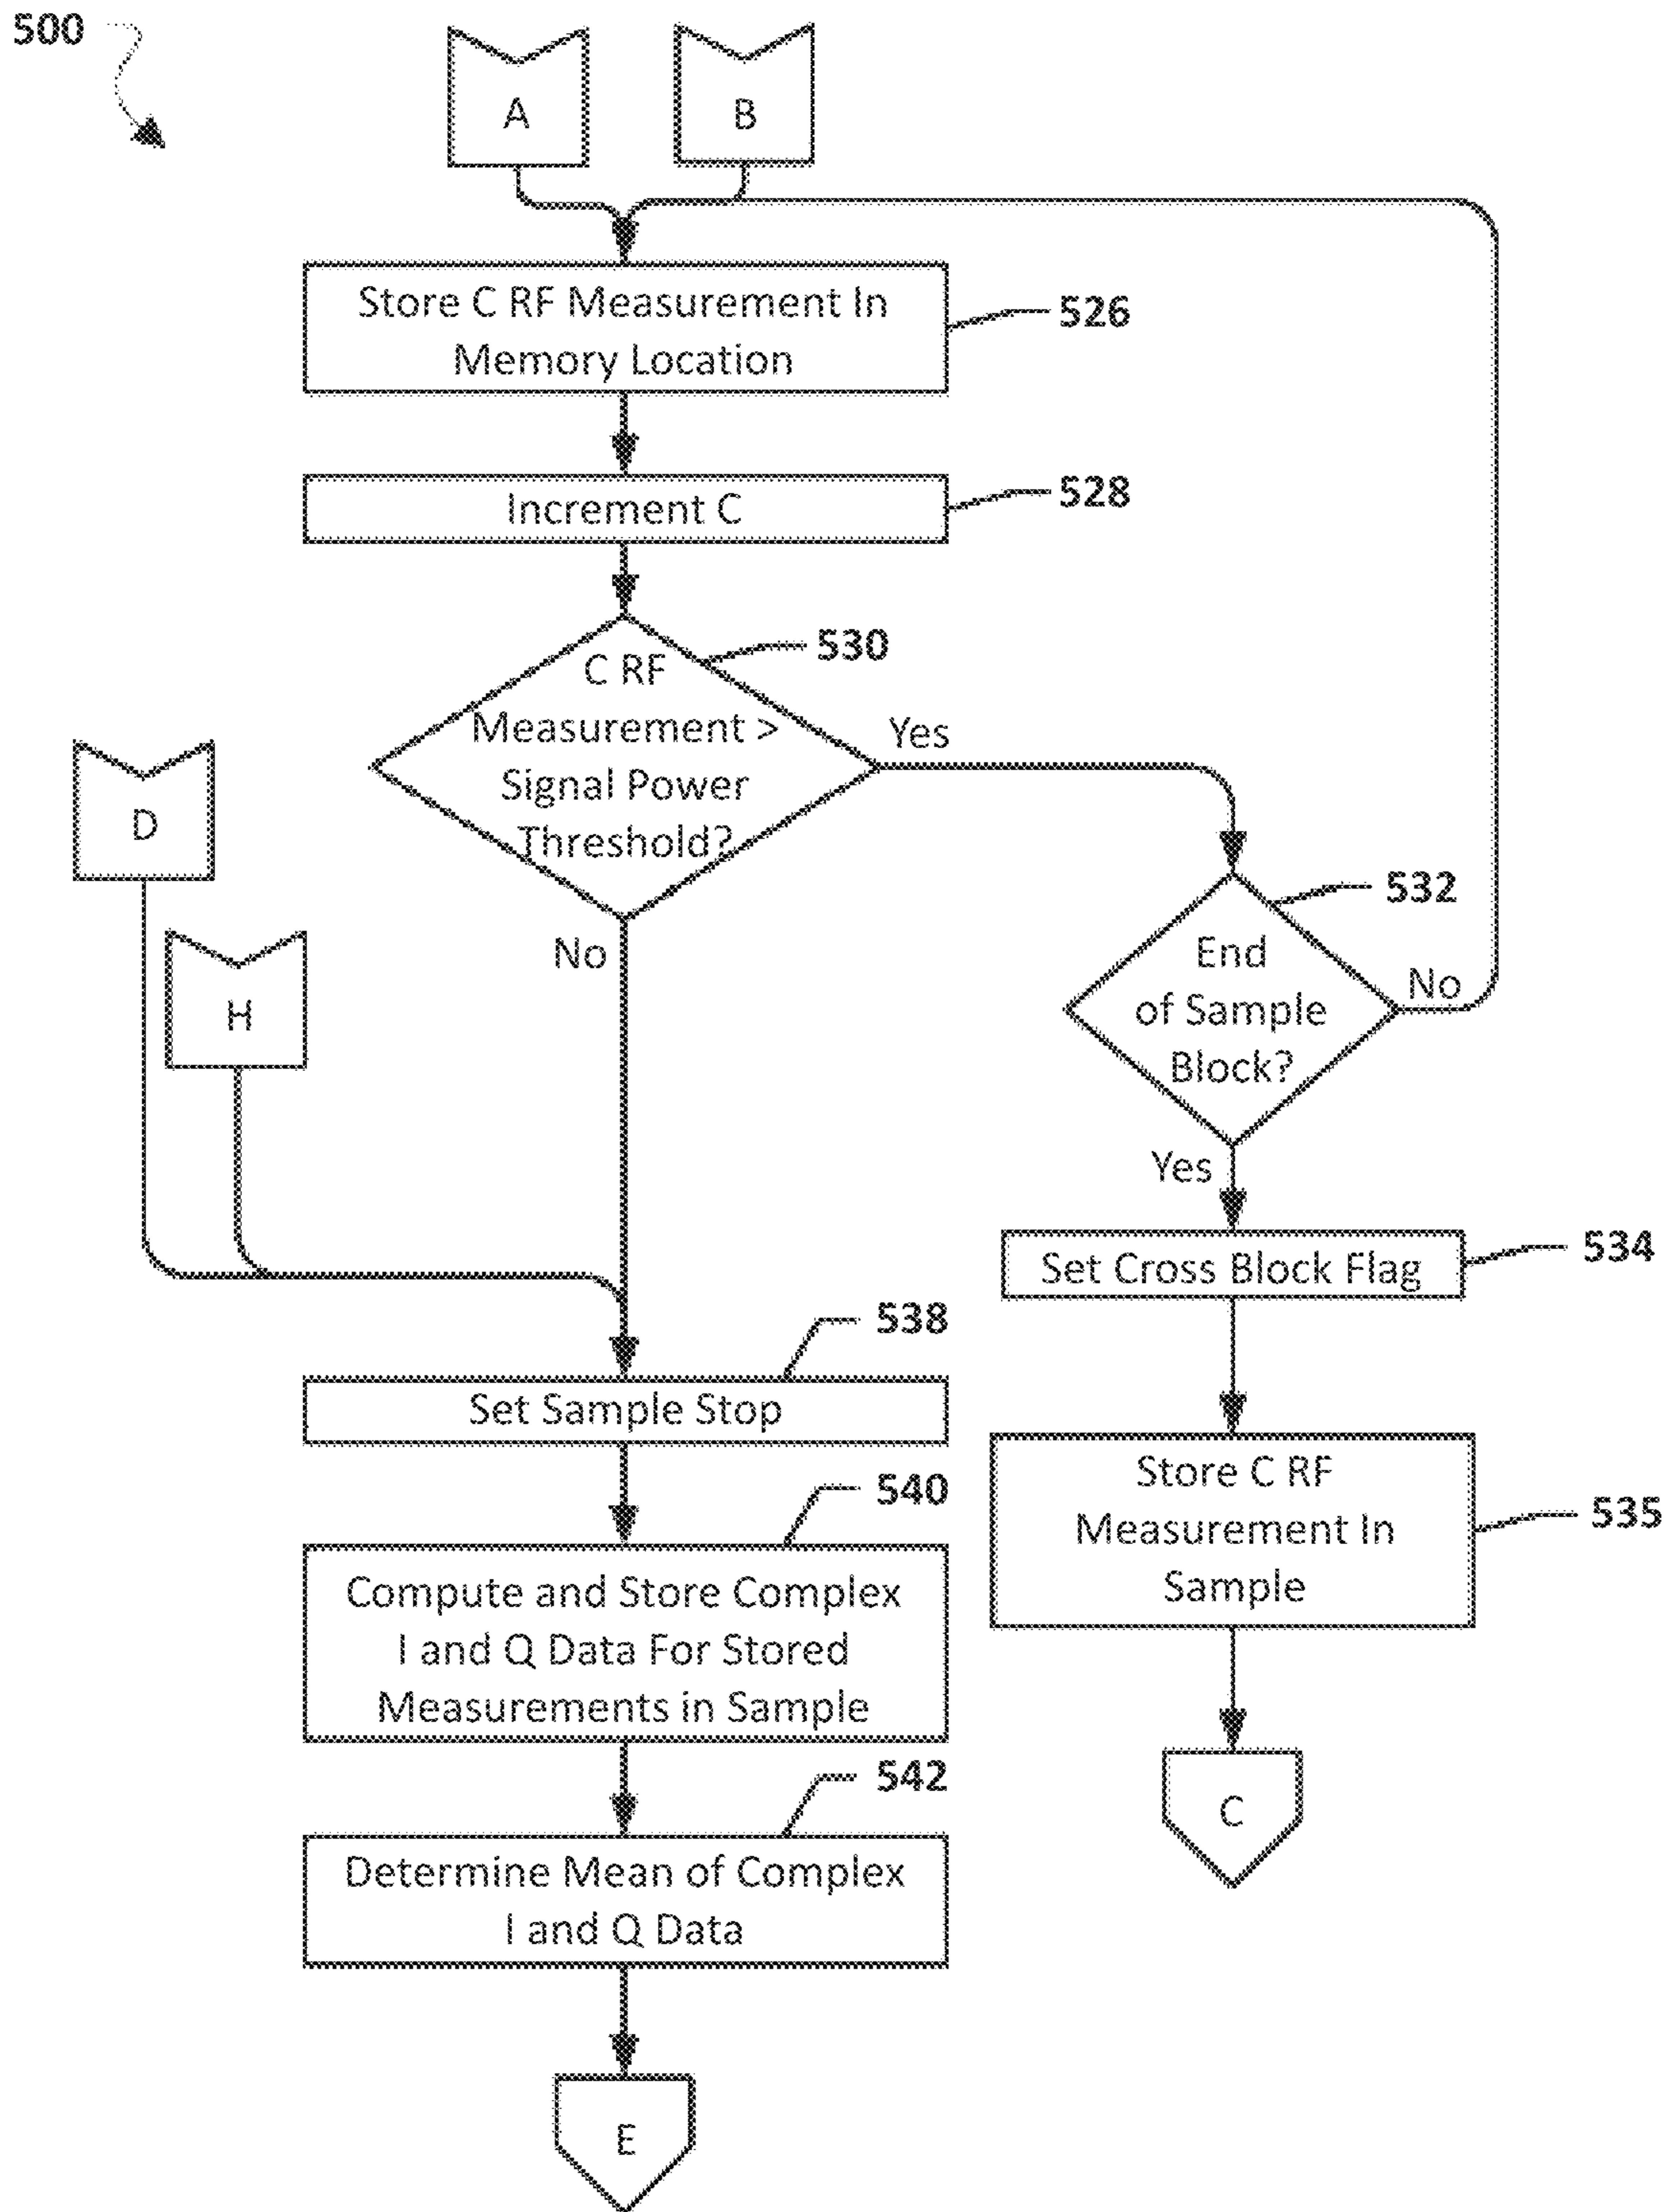 500
A
B
Store C RF Measurement In
Memory Location
526
Increment C
528
530
C RF
Measurement >
Signal Power
Threshold?
Yes
No
D
H
532
End
of Sample
Block?
No
Yes
Set Cross Block Flag
534
Store C RF
Measurement In
Sample
535
C
538
Set Sample Stop
540
Compute and Store Complex
I and Q Data For Stored
Measurements in Sample
542
Determine Mean of Complex
I and Q Data
E